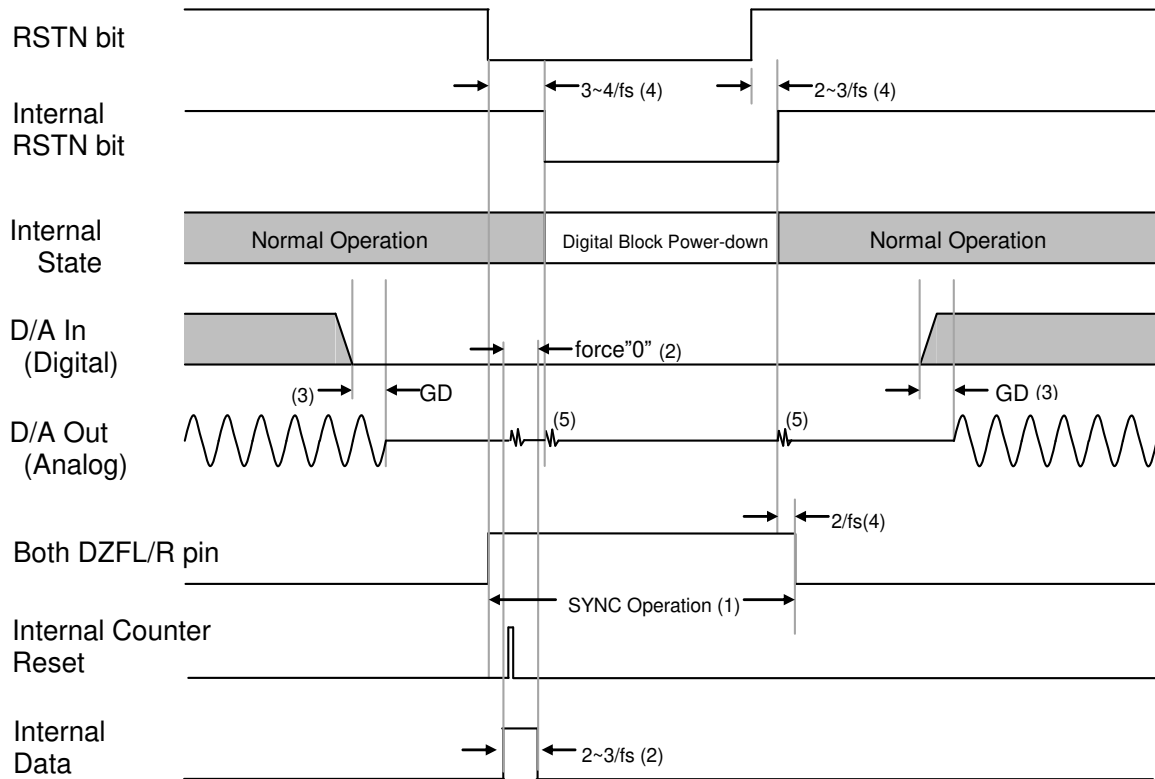 RSTN bit
3~4/fs (4)
2~3/fs (4)
Internal
RSTN bit
Internal
State
Normal Operation
Digital Block Power-down
Normal Operation
D/A In
(Digital)
force”0” (2)
(3)
GD
GD (3)
D/A Out
(Analog)
(5)
(5)
2/fs(4)
Both DZFL/R pin
SYNC Operation (1)
Internal Counter
Reset
Internal
Data
2~3/fs (2)